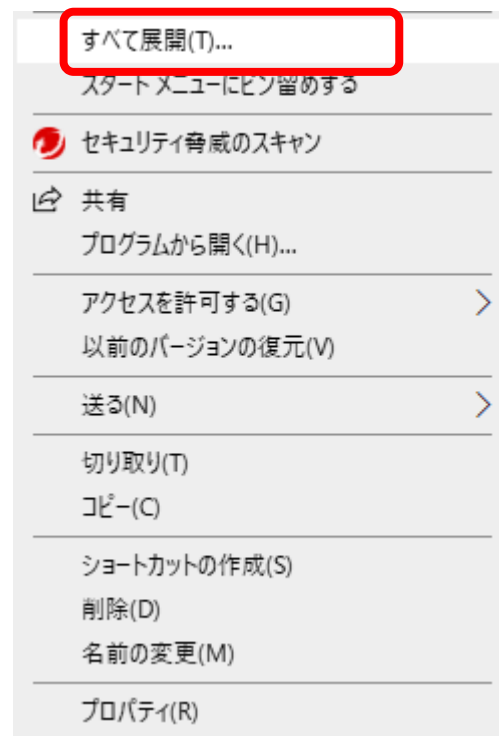 すべて展開(T)...
スタート メニューにピン留めする
セキュリティ脅威のスキャン
共有
プログラムから開く(H)...
アクセスを許可する(G)
以前のバージョンの復元(V)
送る(N)
切り取り(T)
コピー(C)
ショートカットの作成(S)
削除(D)
名前の変更(M)
プロパティ(R)